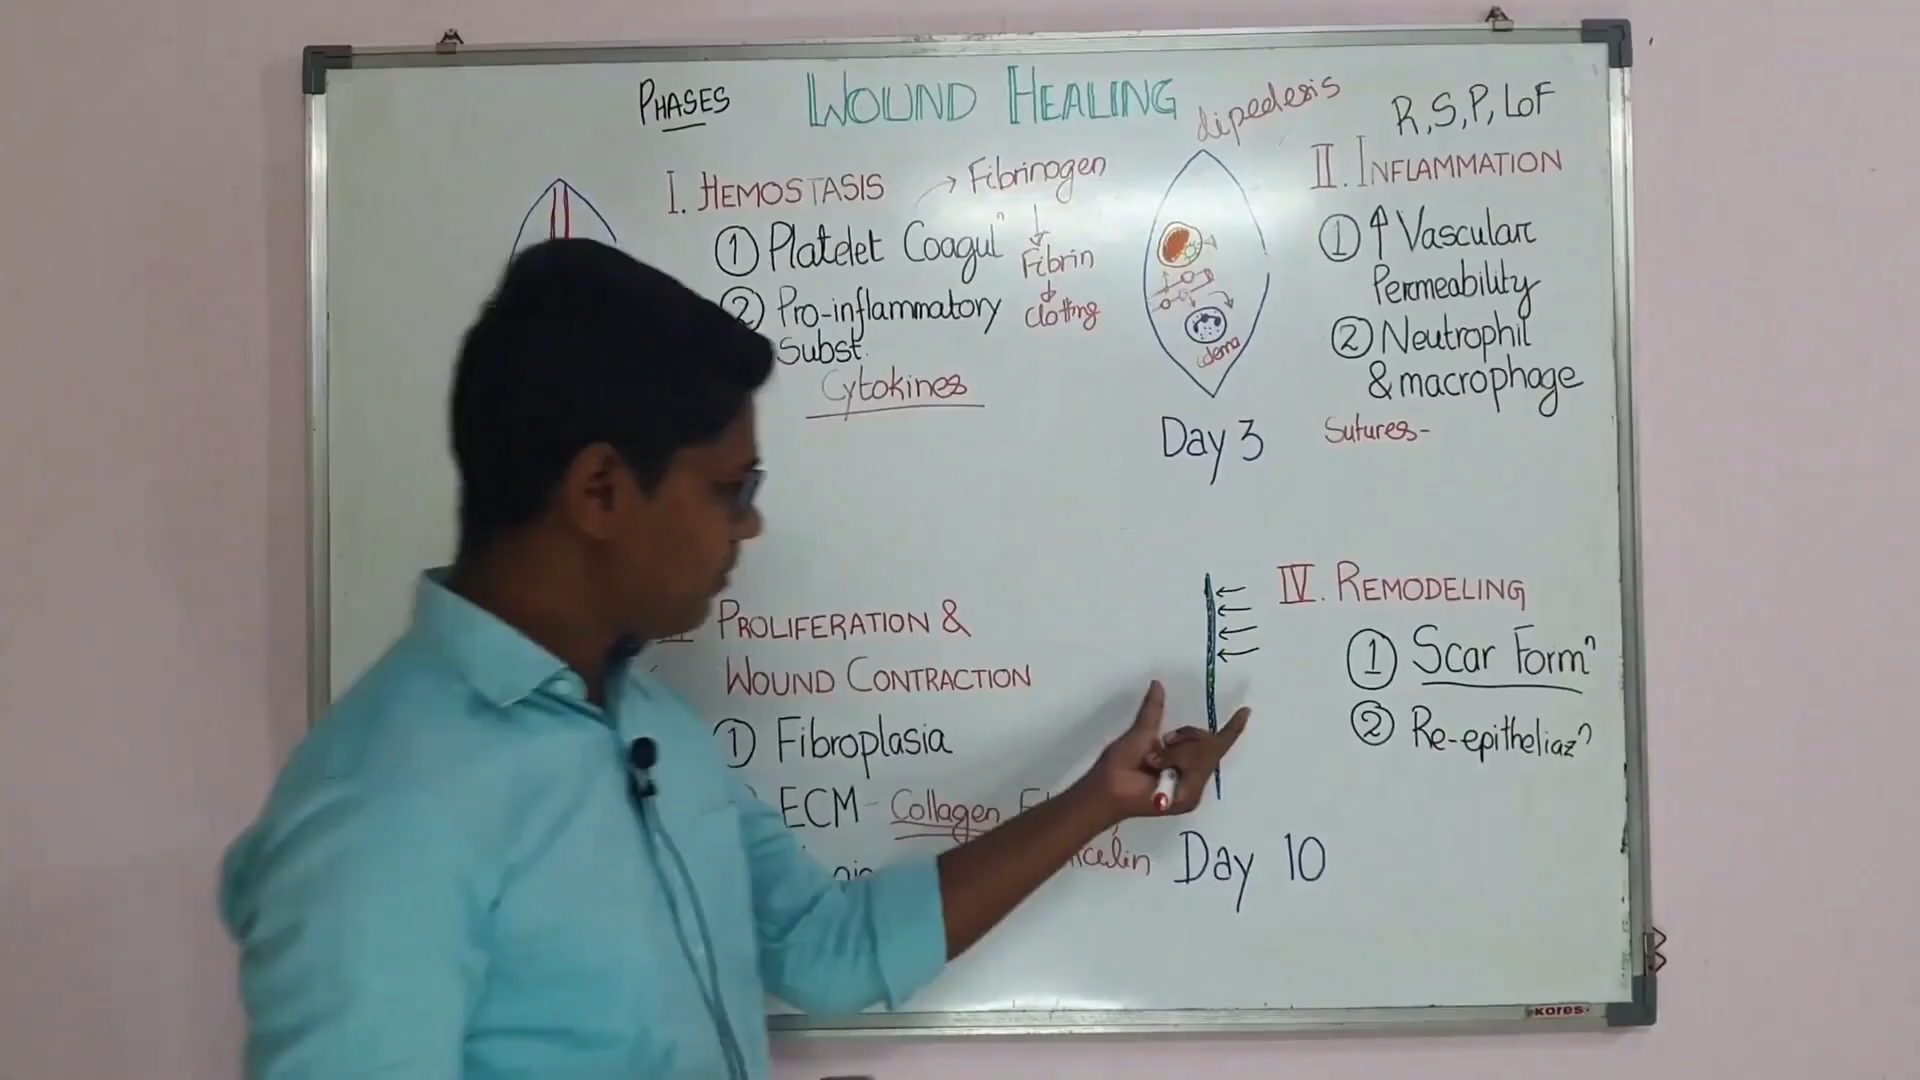 PHASES
WOUND HEALING
dipedesis
R, S, P, LoF
I. HEMOSTASIS
→ Fibrinogen
↓
Fibrin
↓
clotting
① Platelet Coagulⁿ
② Pro-inflammatory
Subst.
Cytokines
edema
Day 3
II. INFLAMMATION
① ↑ Vascular
Permeability
② Neutrophil
& macrophage
Sutures-
PROLIFERATION &
WOUND CONTRACTION
① Fibroplasia
ECM - Collagen
Day 10
IV. REMODELING
① Scar Formⁿ
② Re-epitheliazⁿ
kores